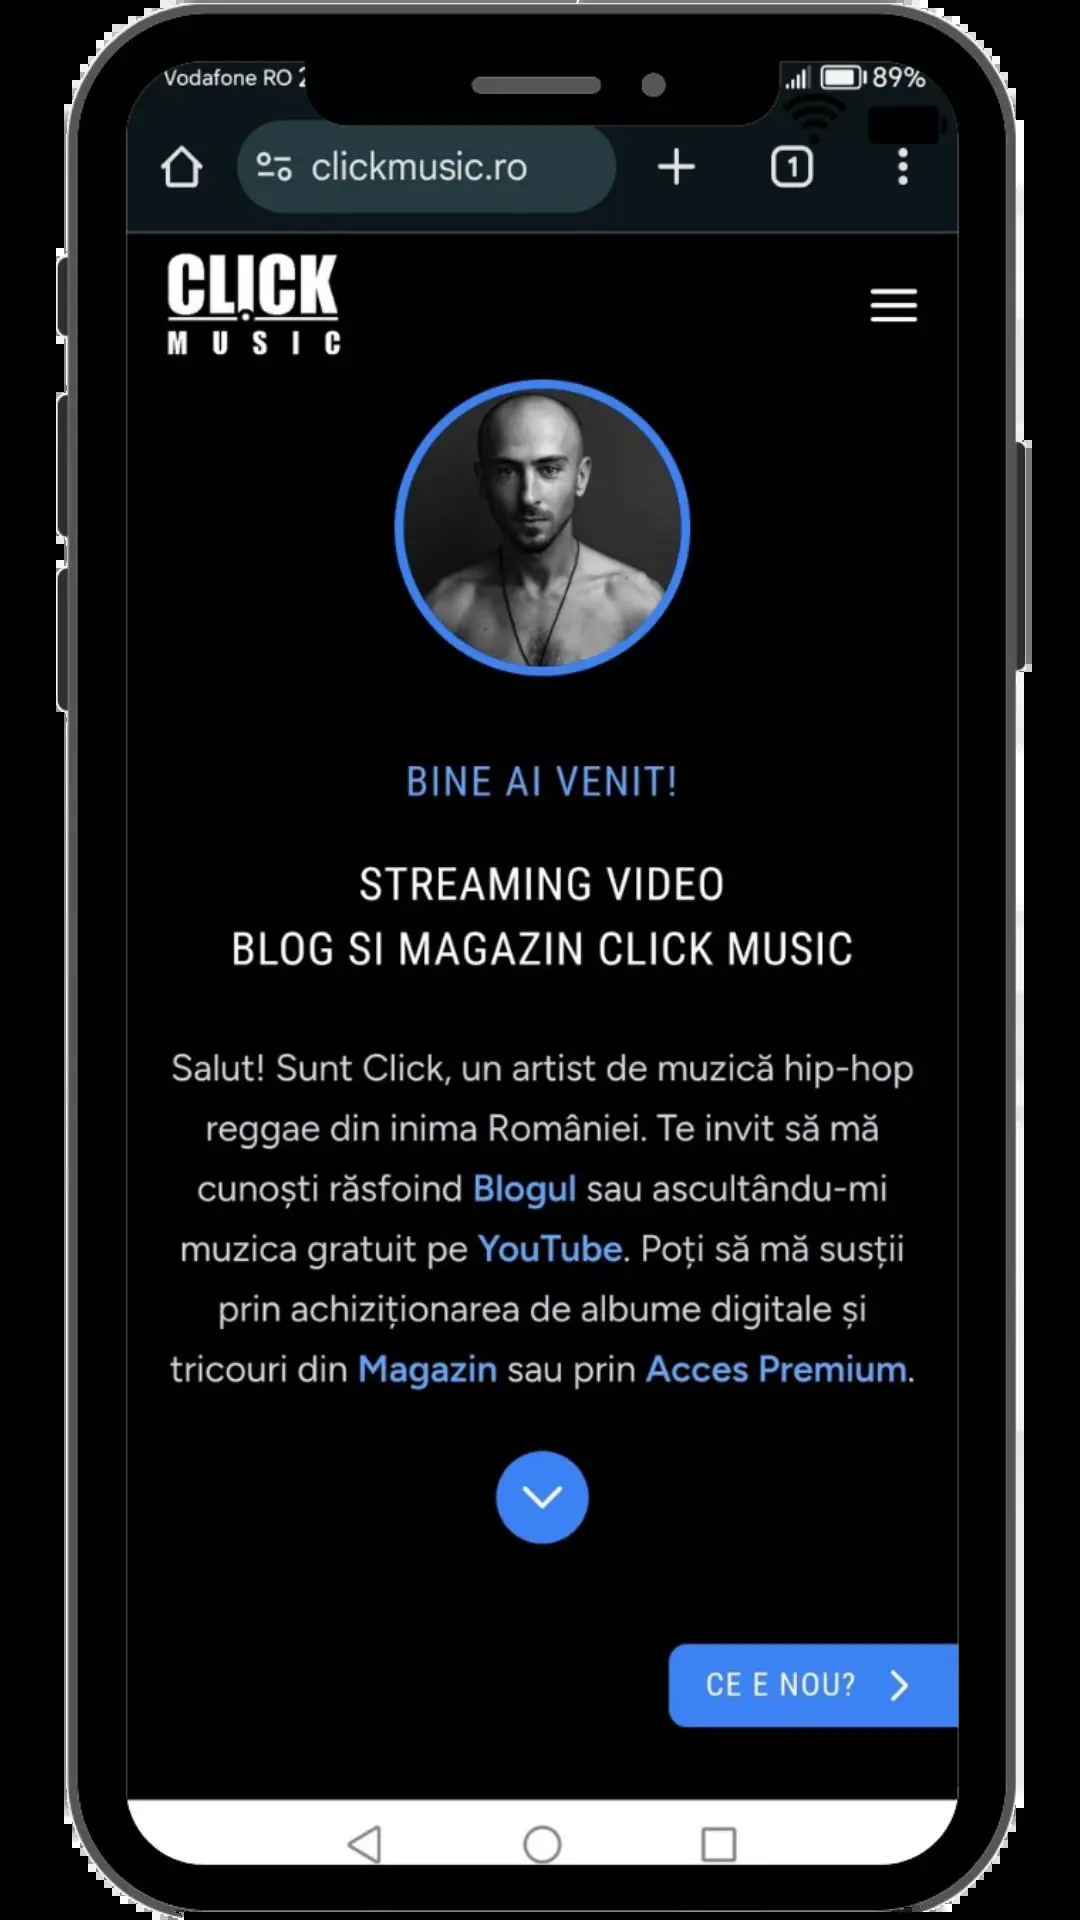 Vodafone RO
89%
clickmusic.ro
1
CLICK
MUSIC
BINE AI VENIT!
STREAMING VIDEO
BLOG SI MAGAZIN CLICK MUSIC
Salut! Sunt Click, un artist de muzică hip-hop
reggae din inima României. Te invit să mă
cunoști răsfoind Blogul sau ascultându-mi
muzica gratuit pe YouTube. Poți să mă susții
prin achiziționarea de albume digitale și
tricouri din Magazin sau prin Acces Premium.
CE E NOU?